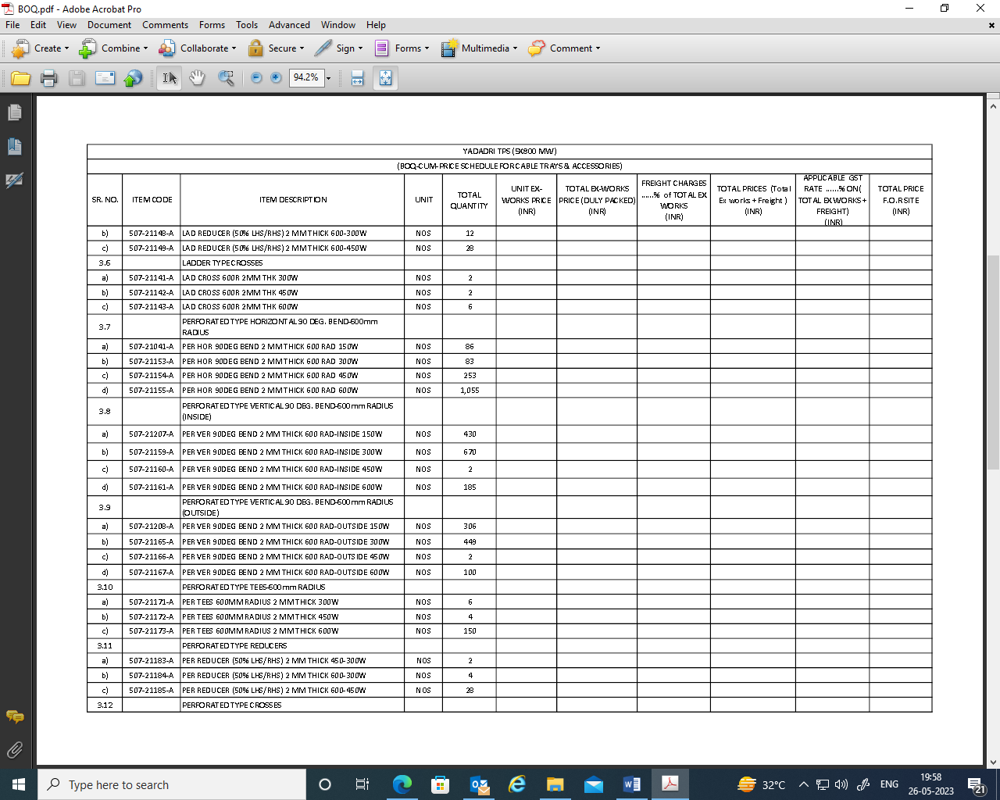 BOQ.pdf - Adobe Acrobat Pro
File Edit View Document Comments Forms Tools Advanced Window Help
Create Combine Collaborate Secure Sign Forms Multimedia Comment
94.2%
YADADRI TPS (5X800 MW)
(BOQ-CUM-PRICE SCHEDULE FOR CABLE TRAYS & ACCESSORIES)
SR. NO. ITEM CODE ITEM DESCRIPTION UNIT TOTAL QUANTITY UNIT EX-WORKS PRICE (INR) TOTAL EX-WORKS PRICE (DULY PACKED) (INR) FREIGHT CHARGES ......% of TOTAL EX WORKS (INR) TOTAL PRICES (Total Ex works + Freight ) (INR) APPLICABLE GST RATE ......% ON( TOTAL EX WORKS + FREIGHT) (INR) TOTAL PRICE F.O.R SITE (INR)
b) 507-21148-A LAD REDUCER (50% LHS/RHS) 2 MM THICK 600-300W NOS 12
c) 507-21149-A LAD REDUCER (50% LHS/RHS) 2 MM THICK 600-450W NOS 28
3.6 LADDER TYPE CROSSES
a) 507-21141-A LAD CROSS 600R 2MM THK 300W NOS 2
b) 507-21142-A LAD CROSS 600R 2MM THK 450W NOS 2
c) 507-21143-A LAD CROSS 600R 2MM THK 600W NOS 6
3.7 PERFORATED TYPE HORIZONTAL 90 DEG. BEND-600mm
RADIUS
a) 507-21041-A PER HOR 90DEG BEND 2 MM THICK 600 RAD 150W NOS 86
b) 507-21153-A PER HOR 90DEG BEND 2 MM THICK 600 RAD 300W NOS 83
c) 507-21154-A PER HOR 90DEG BEND 2 MM THICK 600 RAD 450W NOS 253
d) 507-21155-A PER HOR 90DEG BEND 2 MM THICK 600 RAD 600W NOS 1,055
3.8 PERFORATED TYPE VERTICAL 90 DEG. BEND-600mm RADIUS
(INSIDE)
a) 507-21207-A PER VER 90DEG BEND 2 MM THICK 600 RAD-INSIDE 150W NOS 430
b) 507-21159-A PER VER 90DEG BEND 2 MM THICK 600 RAD-INSIDE 300W NOS 670
c) 507-21160-A PER VER 90DEG BEND 2 MM THICK 600 RAD-INSIDE 450W NOS 2
d) 507-21161-A PER VER 90DEG BEND 2 MM THICK 600 RAD-INSIDE 600W NOS 185
3.9 PERFORATED TYPE VERTICAL 90 DEG. BEND-600mm RADIUS
(OUTSIDE)
a) 507-21208-A PER VER 90DEG BEND 2 MM THICK 600 RAD-OUTSIDE 150W NOS 306
b) 507-21165-A PER VER 90DEG BEND 2 MM THICK 600 RAD-OUTSIDE 300W NOS 449
c) 507-21166-A PER VER 90DEG BEND 2 MM THICK 600 RAD-OUTSIDE 450W NOS 2
d) 507-21167-A PER VER 90DEG BEND 2 MM THICK 600 RAD-OUTSIDE 600W NOS 100
3.10 PERFORATED TYPE TEES-600mm RADIUS
a) 507-21171-A PER TEES 600MM RADIUS 2 MM THICK 300W NOS 6
b) 507-21172-A PER TEES 600MM RADIUS 2 MM THICK 450W NOS 4
c) 507-21173-A PER TEES 600MM RADIUS 2 MM THICK 600W NOS 150
3.11 PERFORATED TYPE REDUCERS
a) 507-21183-A PER REDUCER (50% LHS/RHS) 2 MM THICK 450-300W NOS 2
b) 507-21184-A PER REDUCER (50% LHS/RHS) 2 MM THICK 600-300W NOS 4
c) 507-21185-A PER REDUCER (50% LHS/RHS) 2 MM THICK 600-450W NOS 28
3.12 PERFORATED TYPE CROSSES
Type here to search 32°C ENG 19:58
26-05-2023 21